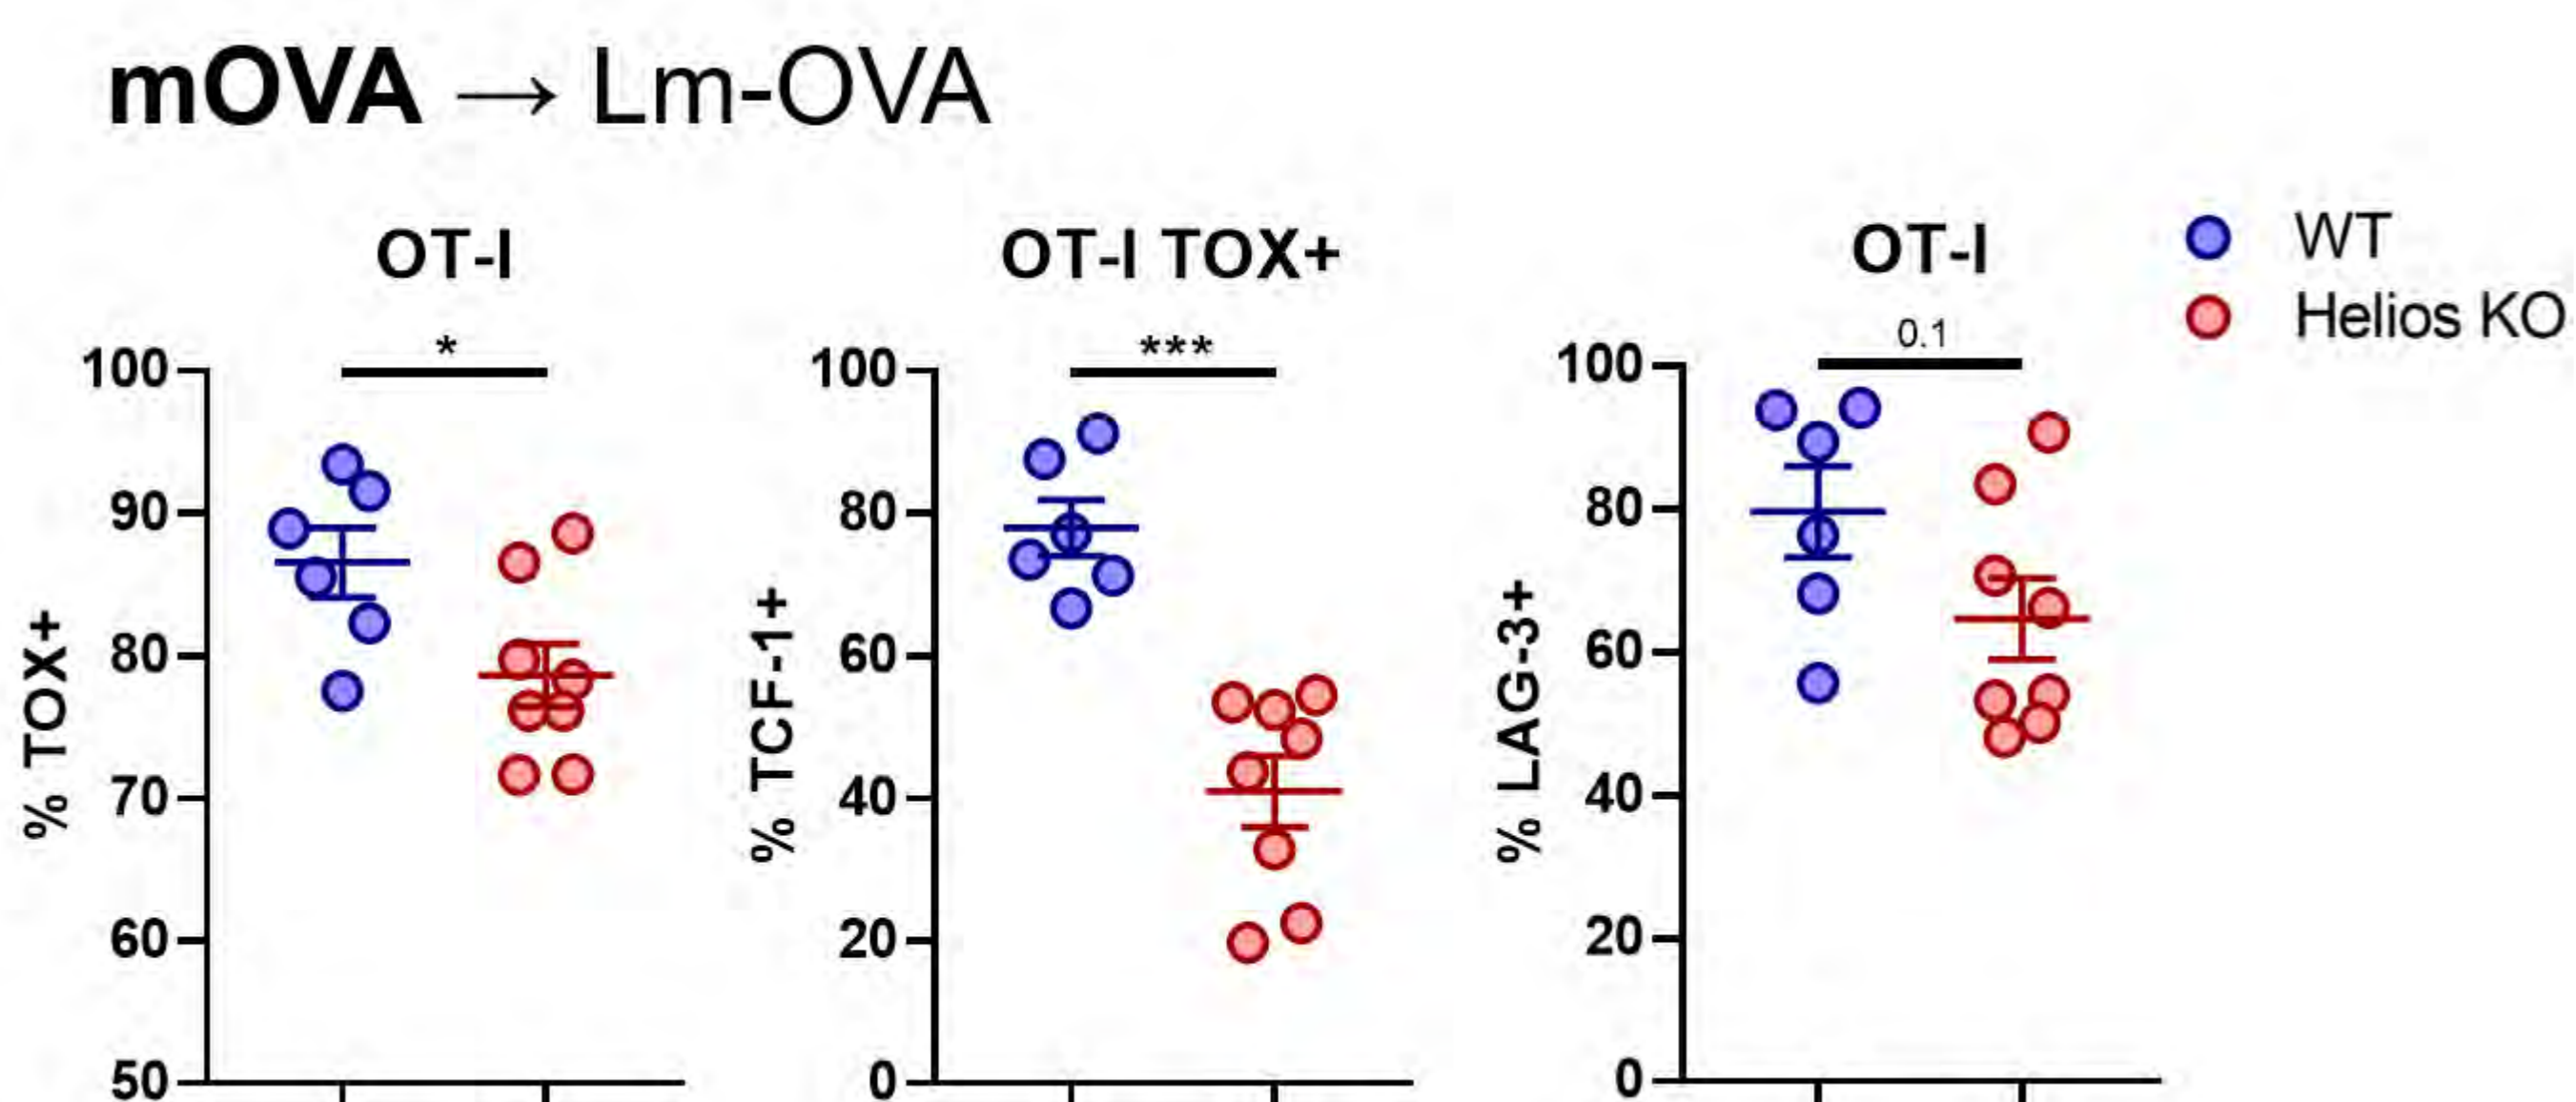 mOVA → Lm-OVA
OT-I
*
% TOX+
100
90
80
70
60
50
OT-I TOX+
***
% TCF-1+
100
80
60
40
20
0
OT-I
0.1
% LAG-3+
100
80
60
40
20
0
WT
Helios KO